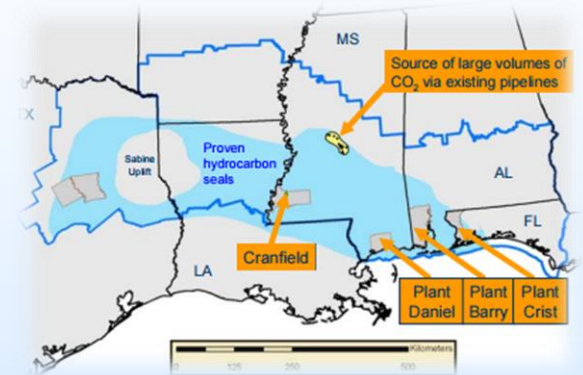 MS
Source of large volumes of
CO₂ via existing pipelines
TX
Sabine
Uplift
Proven
hydrocarbon
seals
AL
FL
Cranfield
LA
Plant
Daniel
Plant
Barry
Plant
Crist
Kilometers
0 125 250 500